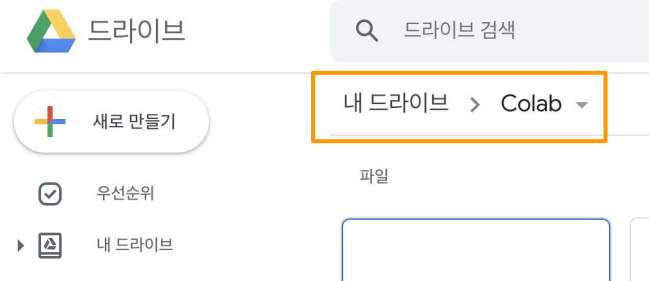 드라이브
드라이브 검색
내 드라이브 > Colab
새로 만들기
파일
우선순위
내 드라이브